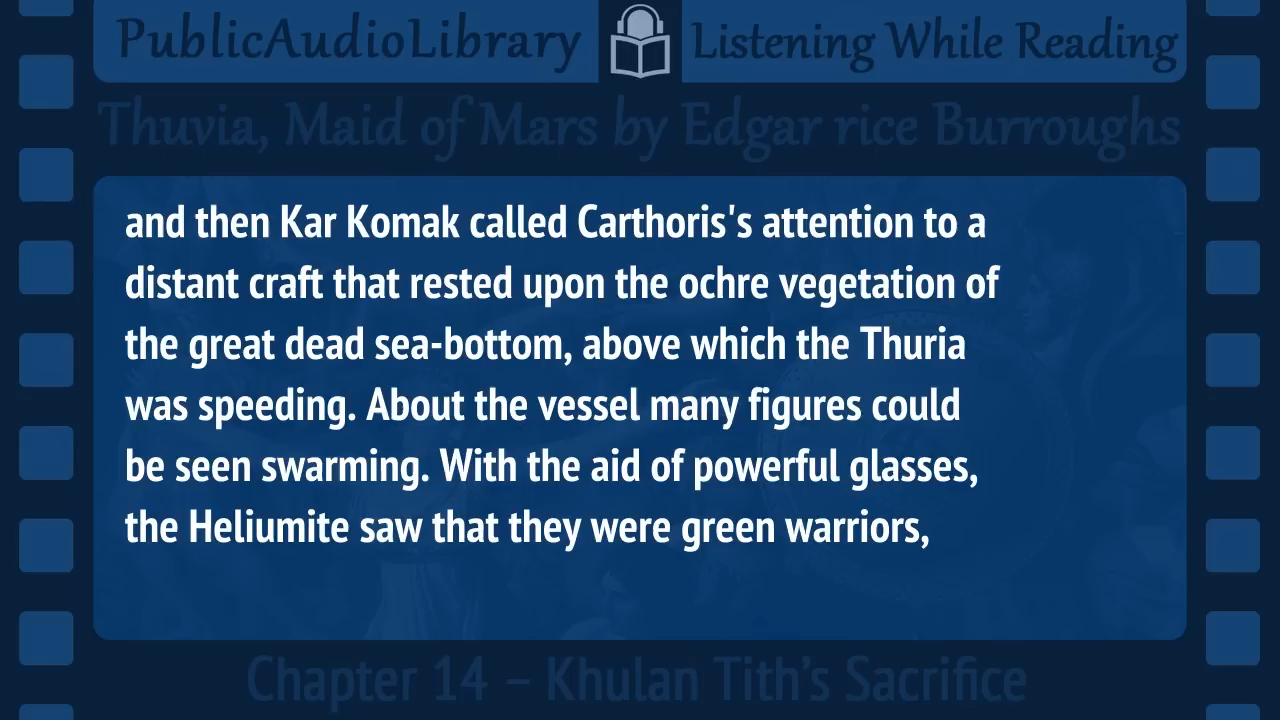 PublicAudioLibrary Listening While Reading
Thuvia, Maid of Mars by Edgar rice Burroughs
and then Kar Komak called Carthoris's attention to a
distant craft that rested upon the ochre vegetation of
the great dead sea-bottom, above which the Thuria
was speeding. About the vessel many figures could
be seen swarming. With the aid of powerful glasses,
the Heliumite saw that they were green warriors,
Chapter 14 – Khulan Tith’s Sacrifice